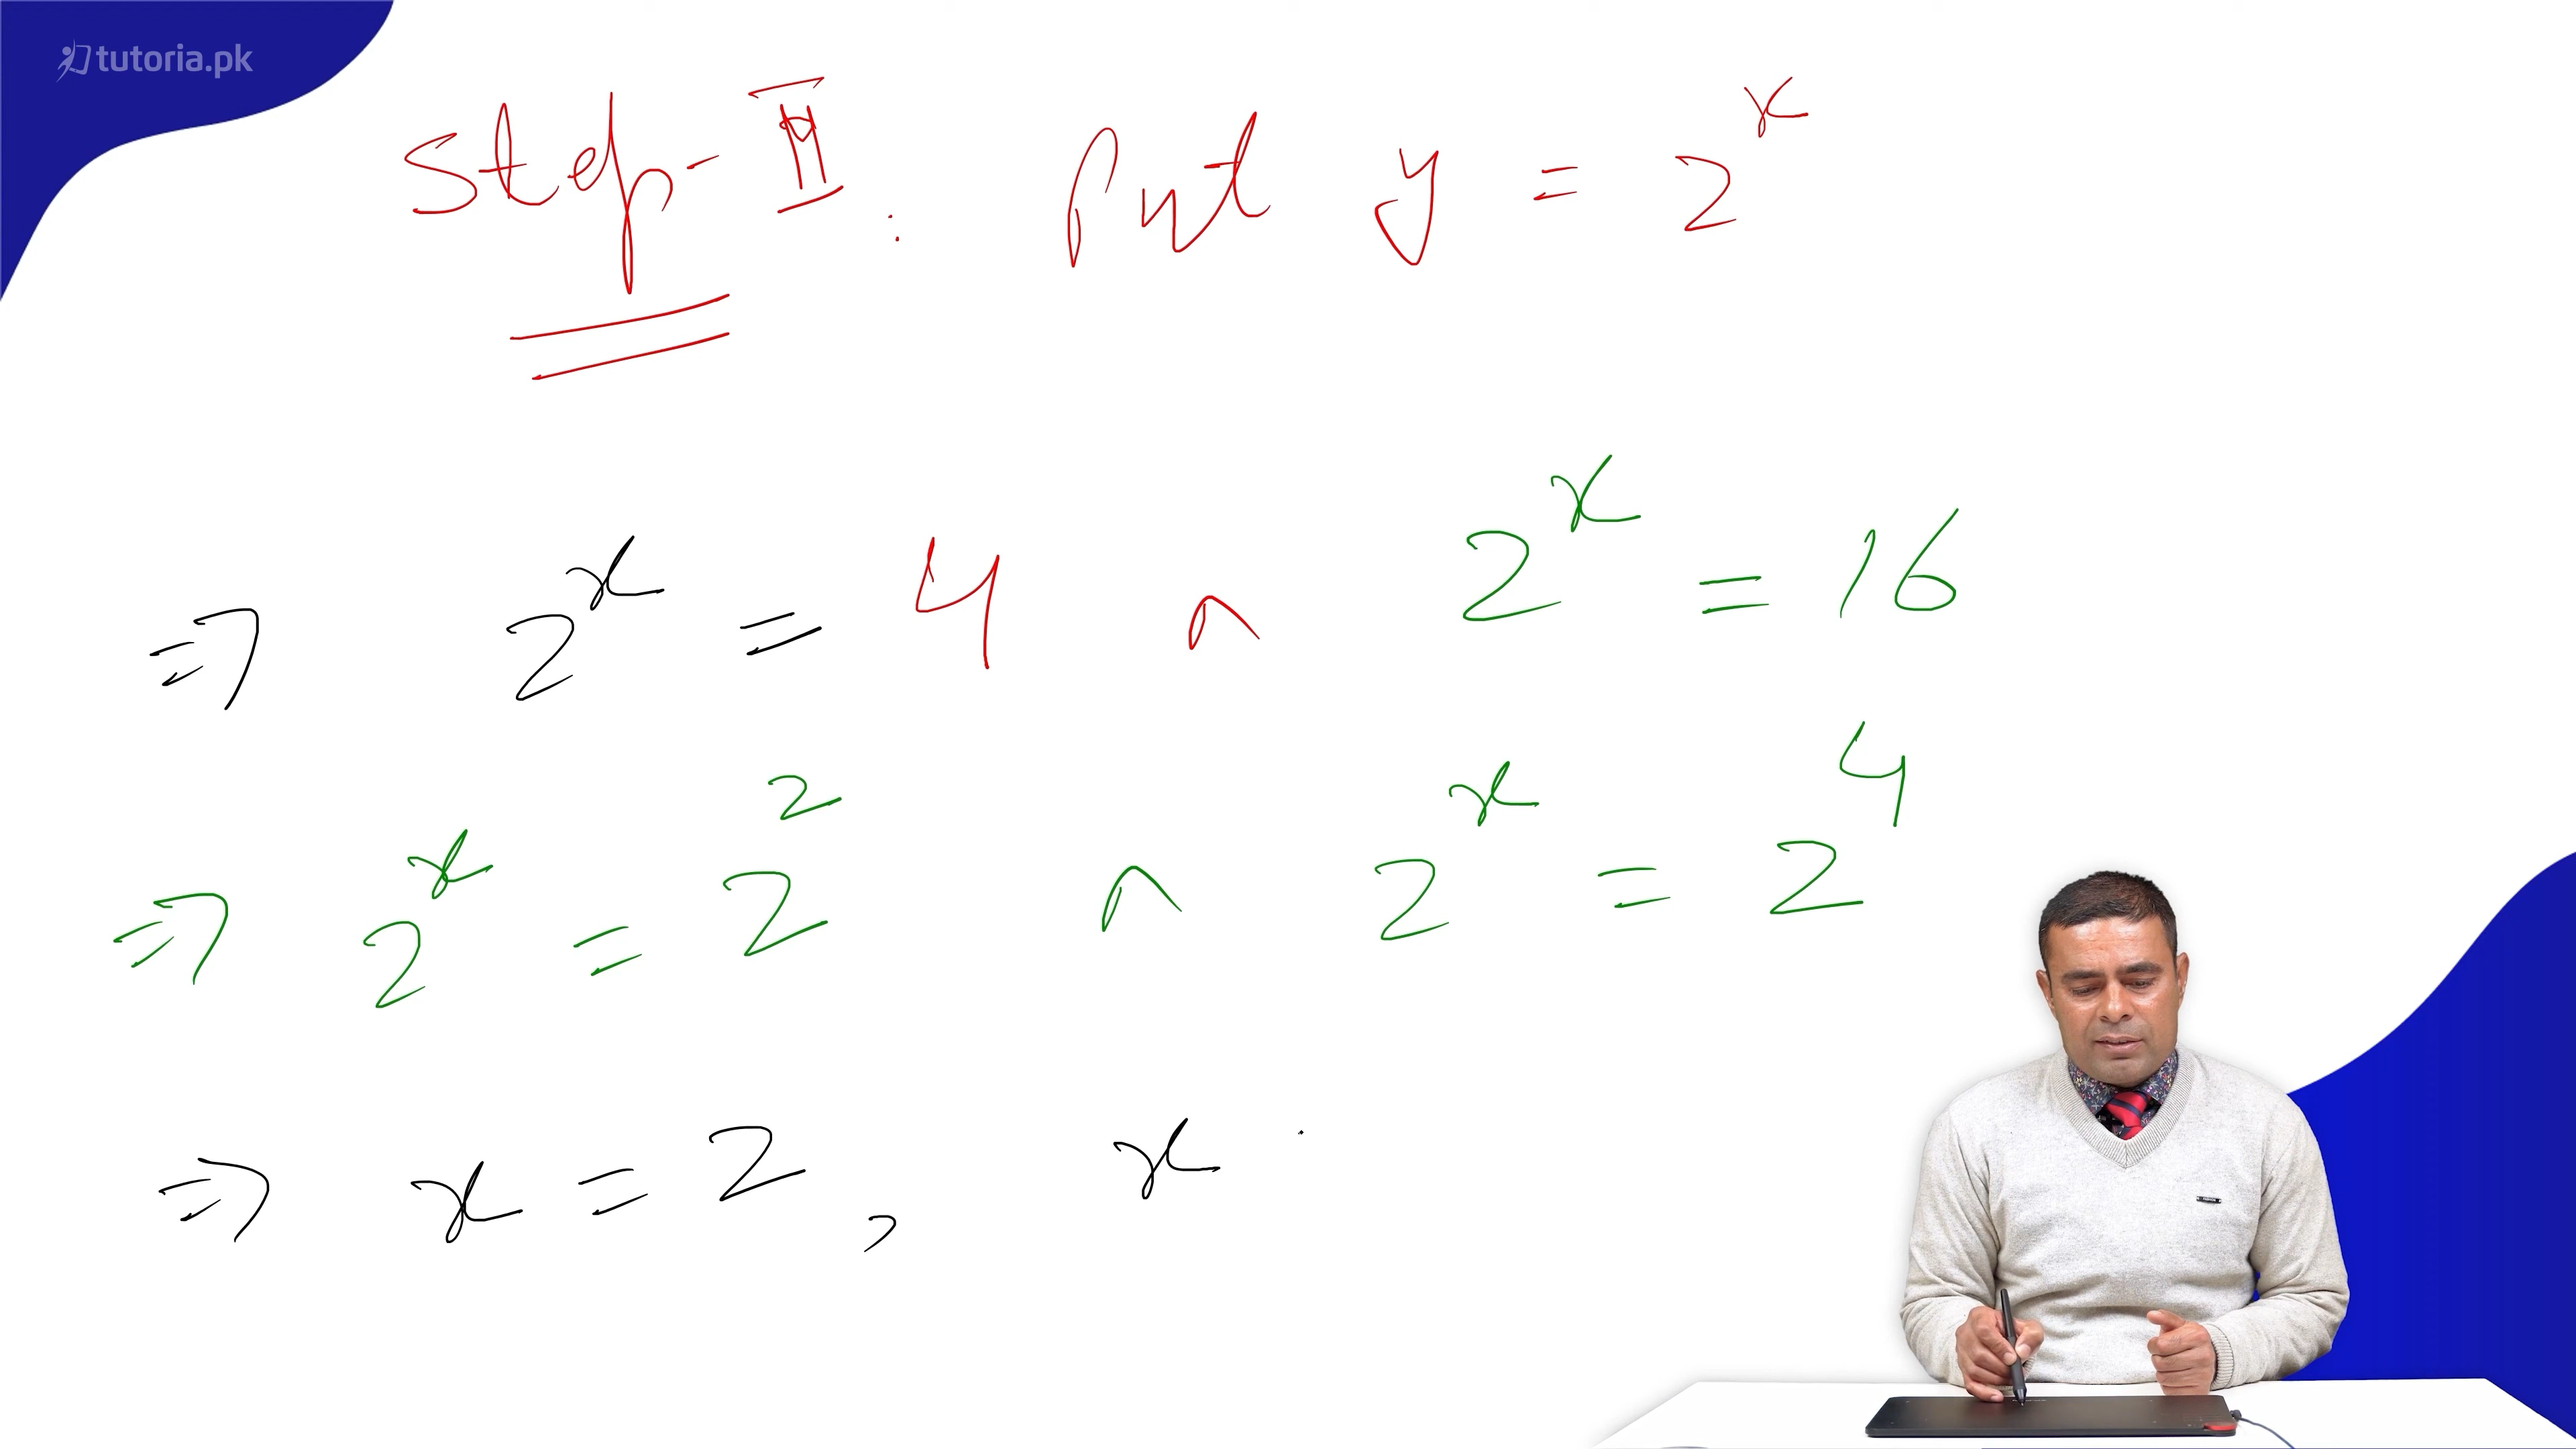 tutoria.pk
Step-II : Put y = 2^x
⇒ 2^x = 4 ∧ 2^x = 16
⇒ 2^x = 2^2 ∧ 2^x = 2^4
⇒ x = 2 , x